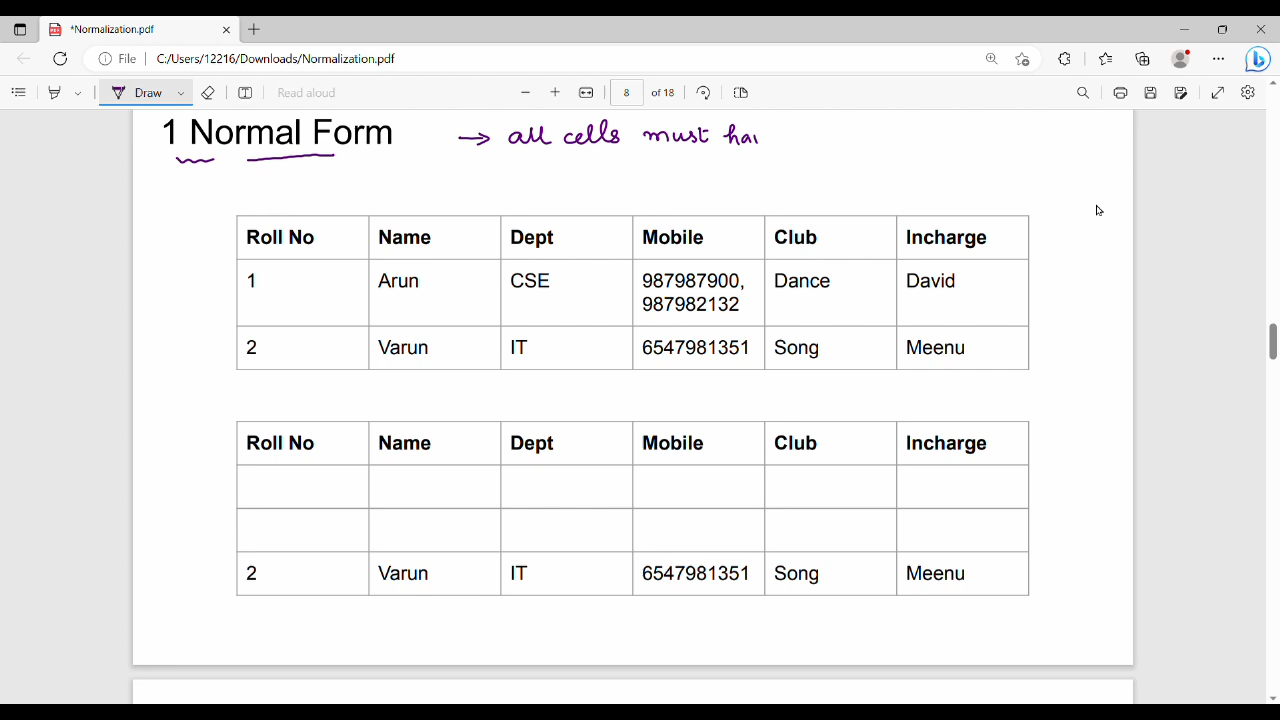 *Normalization.pdf
File C:/Users/12216/Downloads/Normalization.pdf
Draw Read aloud 8 of 18
1 Normal Form → all cells must hav
Roll No Name Dept Mobile Club Incharge
1 Arun CSE 987987900, Dance David
987982132
2 Varun IT 6547981351 Song Meenu
Roll No Name Dept Mobile Club Incharge
2 Varun IT 6547981351 Song Meenu